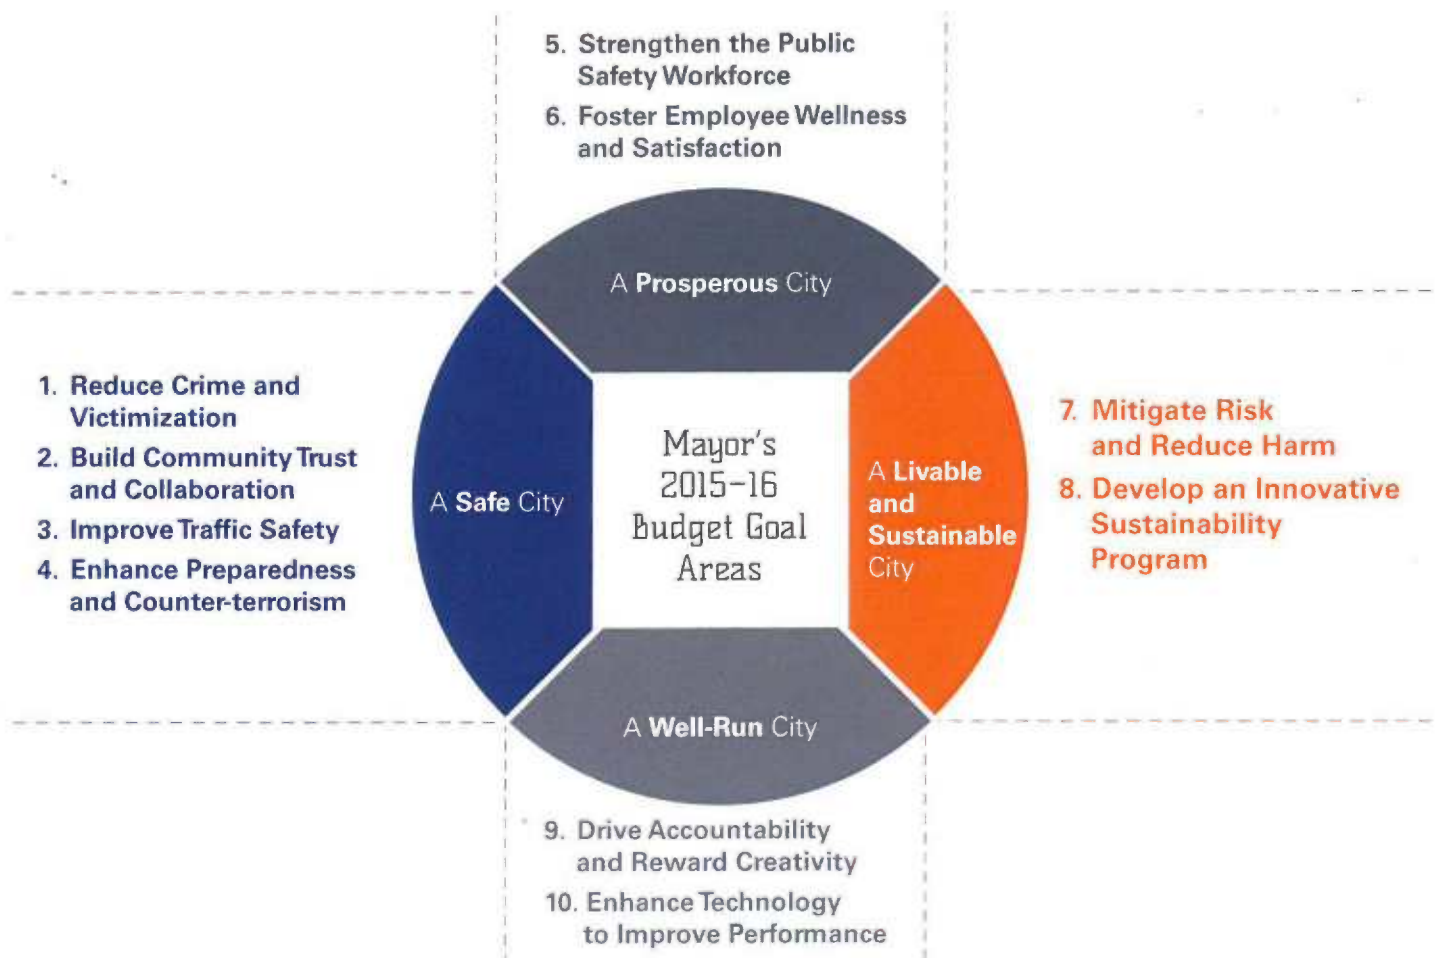 5. Strengthen the Public
Safety Workforce
6. Foster Employee Wellness
and Satisfaction
A Prosperous City
1. Reduce Crime and
Victimization
2. Build Community Trust
and Collaboration
3. Improve Traffic Safety
4. Enhance Preparedness
and Counter-terrorism
A Safe City
Mayor's
2015-16
Budget Goal
Areas
A Livable
and
Sustainable
City
7. Mitigate Risk
and Reduce Harm
8. Develop an Innovative
Sustainability
Program
A Well-Run City
9. Drive Accountability
and Reward Creativity
10. Enhance Technology
to Improve Performance